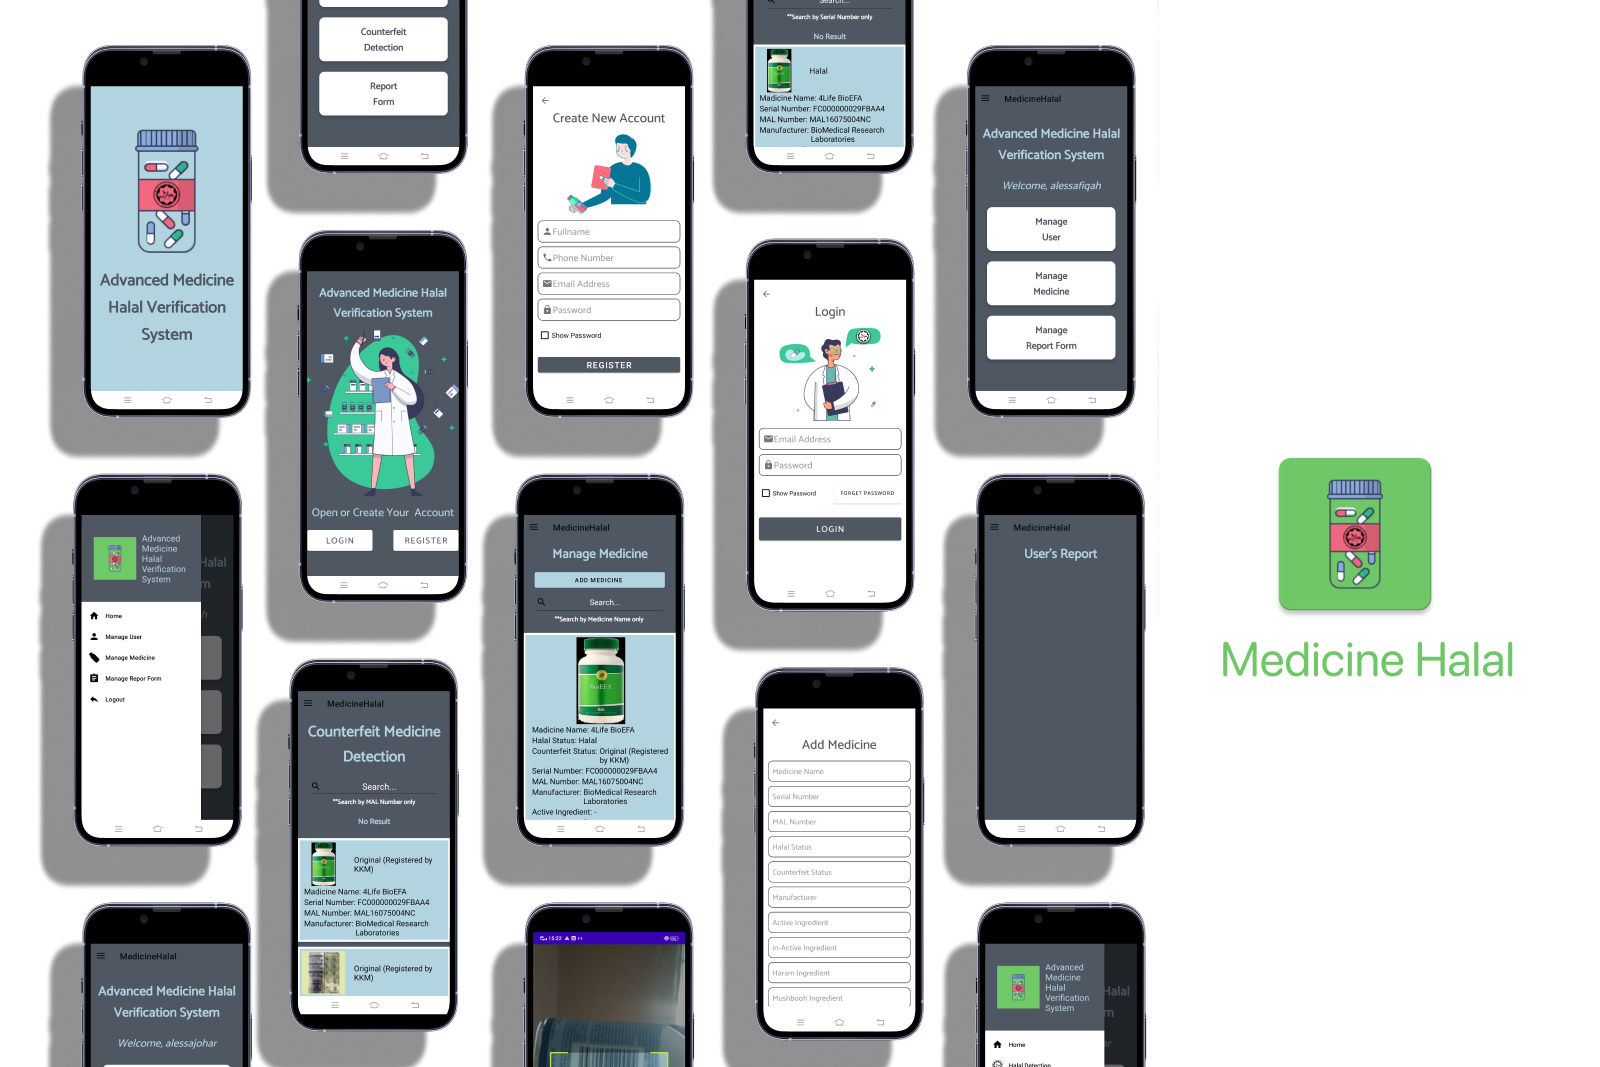 Advanced Medicine
Halal Verification
System
Counterfeit
Detection
Report
Form
Create New Account
Fullname
Phone Number
Email Address
Password
Show Password
REGISTER
**Search by Serial Number only
No Result
Halal
Madicine Name: 4Life BioEFA
Serial Number: FC000000029FBAA4
MAL Number: MAL16075004NC
Manufacturer: BioMedical Research
Laboratories
MedicineHalal
Advanced Medicine Halal
Verification System
Welcome, alessafiqah
Manage
User
Manage
Medicine
Manage
Report Form
Advanced Medicine Halal
Verification System
Open or Create Your Account
LOGIN
REGISTER
Login
Email Address
Password
Show Password
FORGET PASSWORD
LOGIN
Advanced
Medicine
Halal
Verification
System
Halal
m
h
Home
Manage User
Manage Medicine
Manage Repor Form
Logout
MedicineHalal
Manage Medicine
ADD MEDICINE
Search...
**Search by Medicine Name only
BioEFA
Madicine Name: 4Life BioEFA
Halal Status: Halal
Counterfeit Status: Original (Registered
by KKM)
Serial Number: FC000000029FBAA4
MAL Number: MAL16075004NC
Manufacturer: BioMedical Research
Laboratories
Active Ingredient: -
MedicineHalal
User's Report
Medicine Halal
MedicineHalal
Counterfeit Medicine
Detection
Search...
**Search by MAL Number only
No Result
Original (Registered by
KKM)
Madicine Name: 4Life BioEFA
Serial Number: FC000000029FBAA4
MAL Number: MAL16075004NC
Manufacturer: BioMedical Research
Laboratories
Original (Registered by
KKM)
Add Medicine
Medicine Name
Serial Number
MAL Number
Halal Status
Counterfeit Status
Manufacturer
Active Ingredient
in-Active Ingredient
Haram Ingredient
Mushbooh Ingredient
MedicineHalal
Advanced Medicine Halal
Verification System
Welcome, alessajohar
15:22
Advanced
Medicine
Halal
Verification
System
Halal
ar
Home
Halal Detection